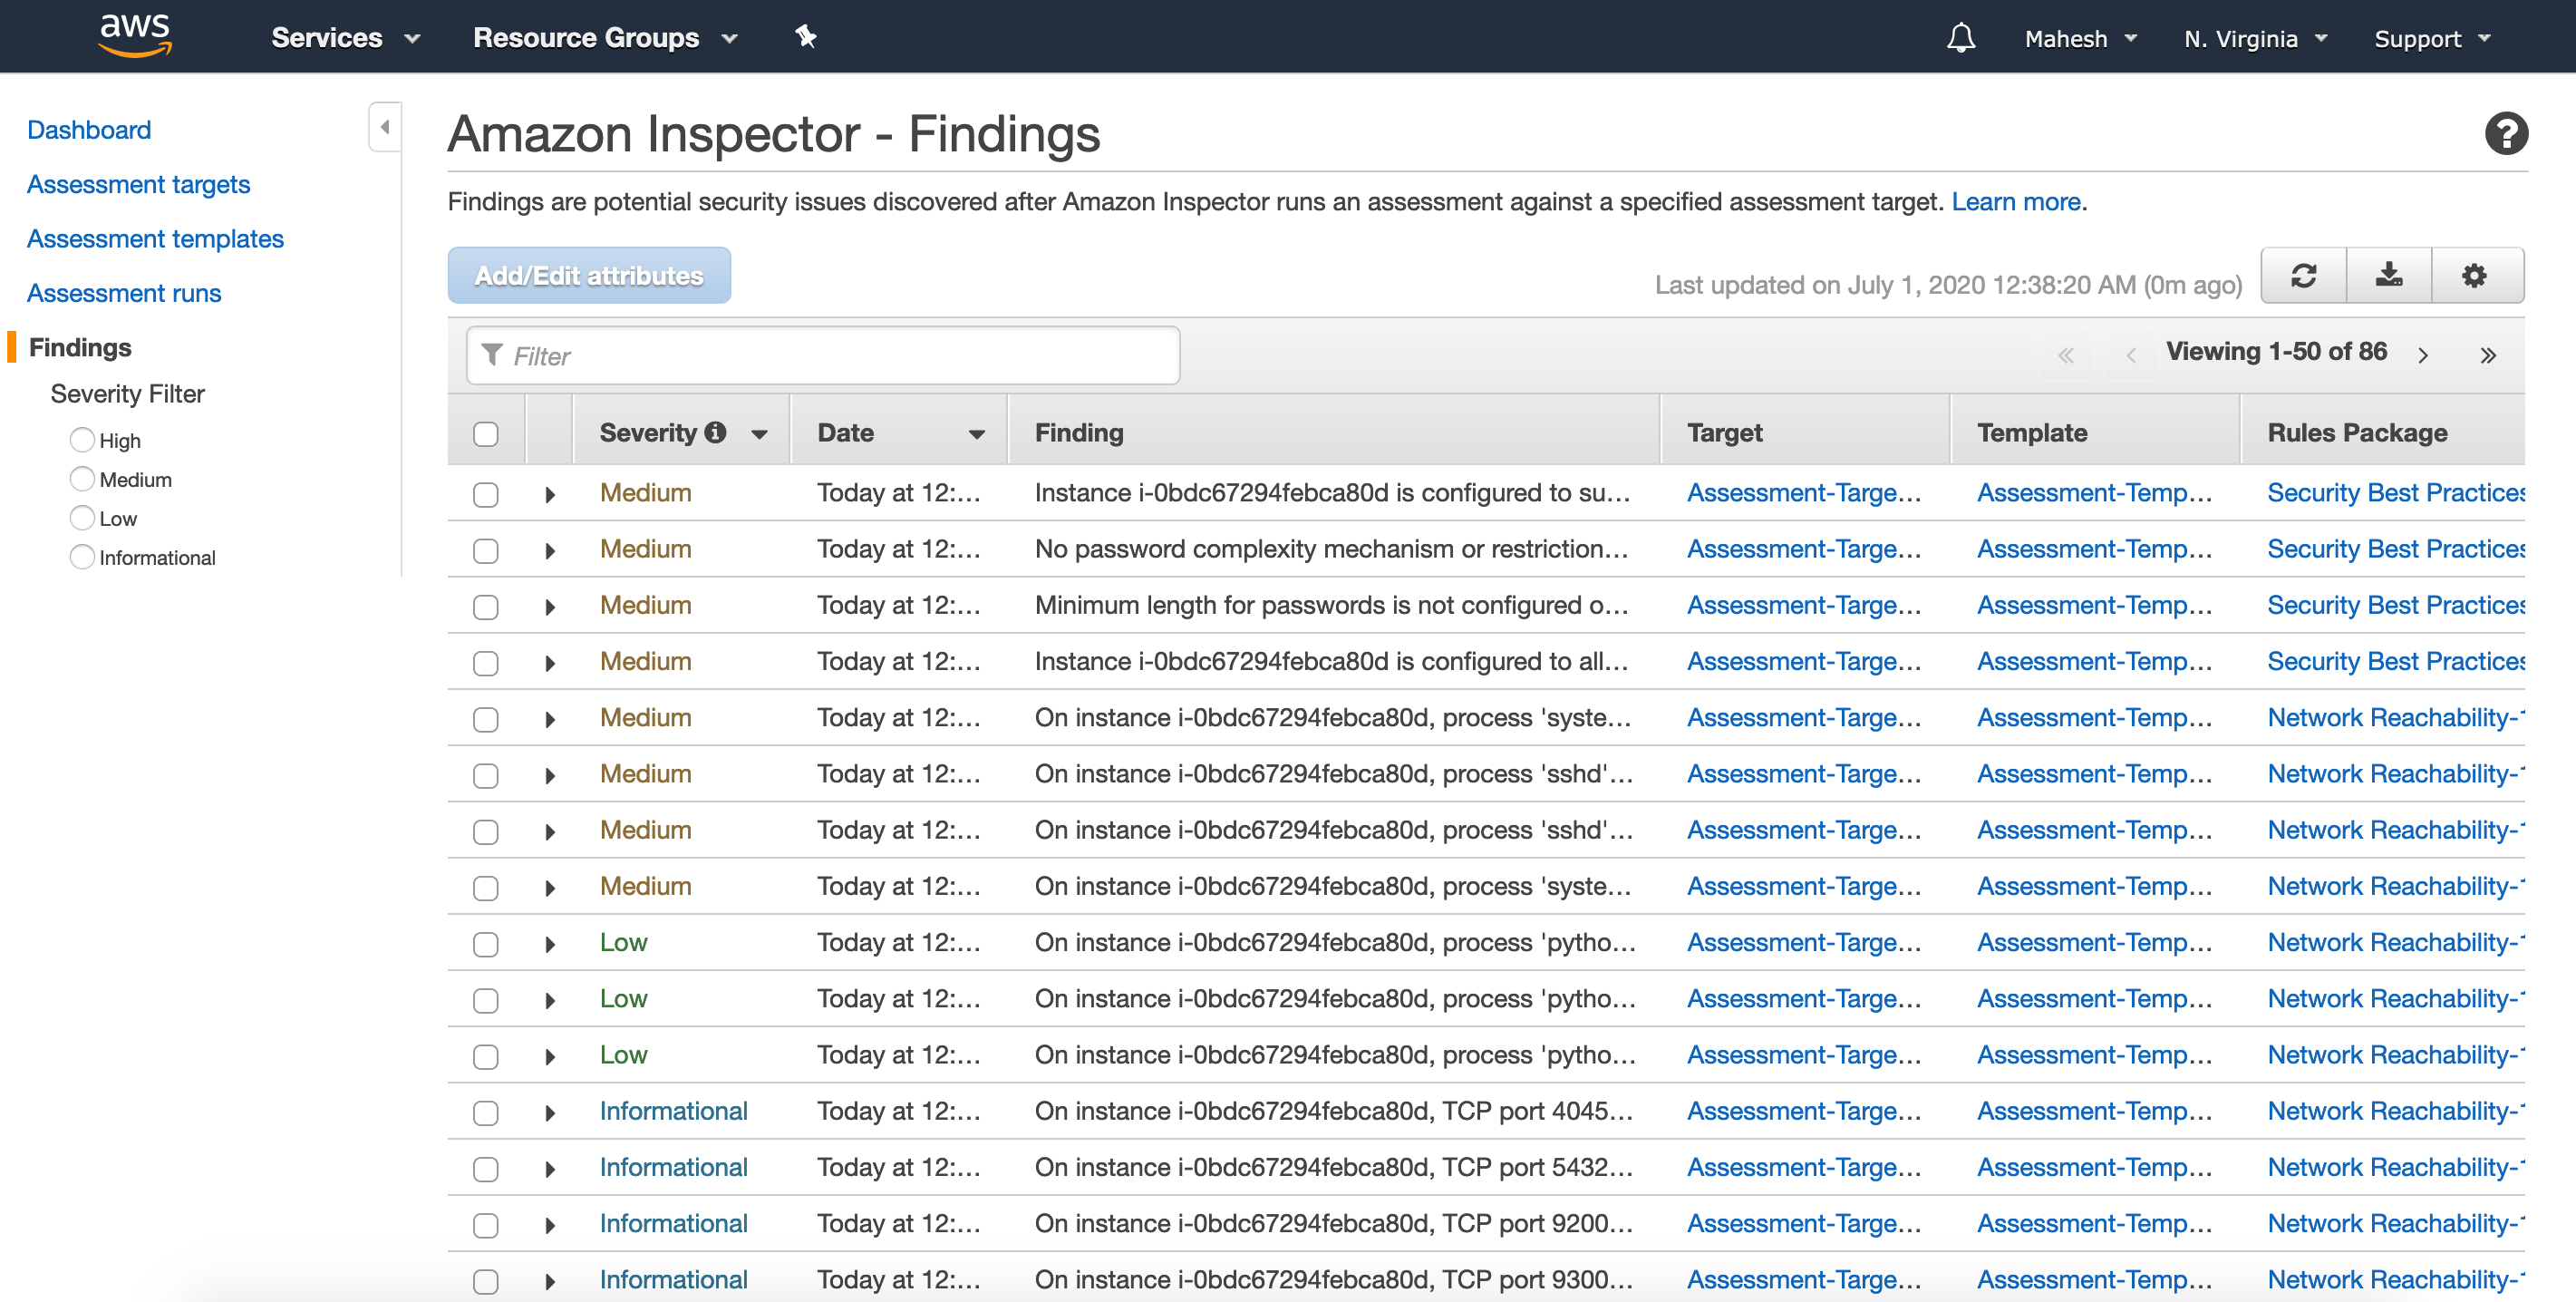 aws Services Resource Groups Mahesh N. Virginia Support
Dashboard
Assessment targets
Assessment templates
Assessment runs
Findings
Severity Filter
High
Medium
Low
Informational
Amazon Inspector - Findings
Findings are potential security issues discovered after Amazon Inspector runs an assessment against a specified assessment target. Learn more.
Add/Edit attributes
Last updated on July 1, 2020 12:38:20 AM (0m ago)
Filter
Viewing 1-50 of 86
Severity Date Finding Target Template Rules Package
Medium Today at 12:... Instance i-0bdc67294febca80d is configured to su... Assessment-Targe... Assessment-Temp... Security Best Practices
Medium Today at 12:... No password complexity mechanism or restriction... Assessment-Targe... Assessment-Temp... Security Best Practices
Medium Today at 12:... Minimum length for passwords is not configured o... Assessment-Targe... Assessment-Temp... Security Best Practices
Medium Today at 12:... Instance i-0bdc67294febca80d is configured to all... Assessment-Targe... Assessment-Temp... Security Best Practices
Medium Today at 12:... On instance i-0bdc67294febca80d, process 'syste... Assessment-Targe... Assessment-Temp... Network Reachability-
Medium Today at 12:... On instance i-0bdc67294febca80d, process 'sshd'... Assessment-Targe... Assessment-Temp... Network Reachability-
Medium Today at 12:... On instance i-0bdc67294febca80d, process 'sshd'... Assessment-Targe... Assessment-Temp... Network Reachability-
Medium Today at 12:... On instance i-0bdc67294febca80d, process 'syste... Assessment-Targe... Assessment-Temp... Network Reachability-
Low Today at 12:... On instance i-0bdc67294febca80d, process 'pytho... Assessment-Targe... Assessment-Temp... Network Reachability-
Low Today at 12:... On instance i-0bdc67294febca80d, process 'pytho... Assessment-Targe... Assessment-Temp... Network Reachability-
Low Today at 12:... On instance i-0bdc67294febca80d, process 'pytho... Assessment-Targe... Assessment-Temp... Network Reachability-
Informational Today at 12:... On instance i-0bdc67294febca80d, TCP port 4045... Assessment-Targe... Assessment-Temp... Network Reachability-
Informational Today at 12:... On instance i-0bdc67294febca80d, TCP port 5432... Assessment-Targe... Assessment-Temp... Network Reachability-
Informational Today at 12:... On instance i-0bdc67294febca80d, TCP port 9200... Assessment-Targe... Assessment-Temp... Network Reachability-
Informational Today at 12:... On instance i-0bdc67294febca80d, TCP port 9300... Assessment-Targe... Assessment-Temp... Network Reachability-